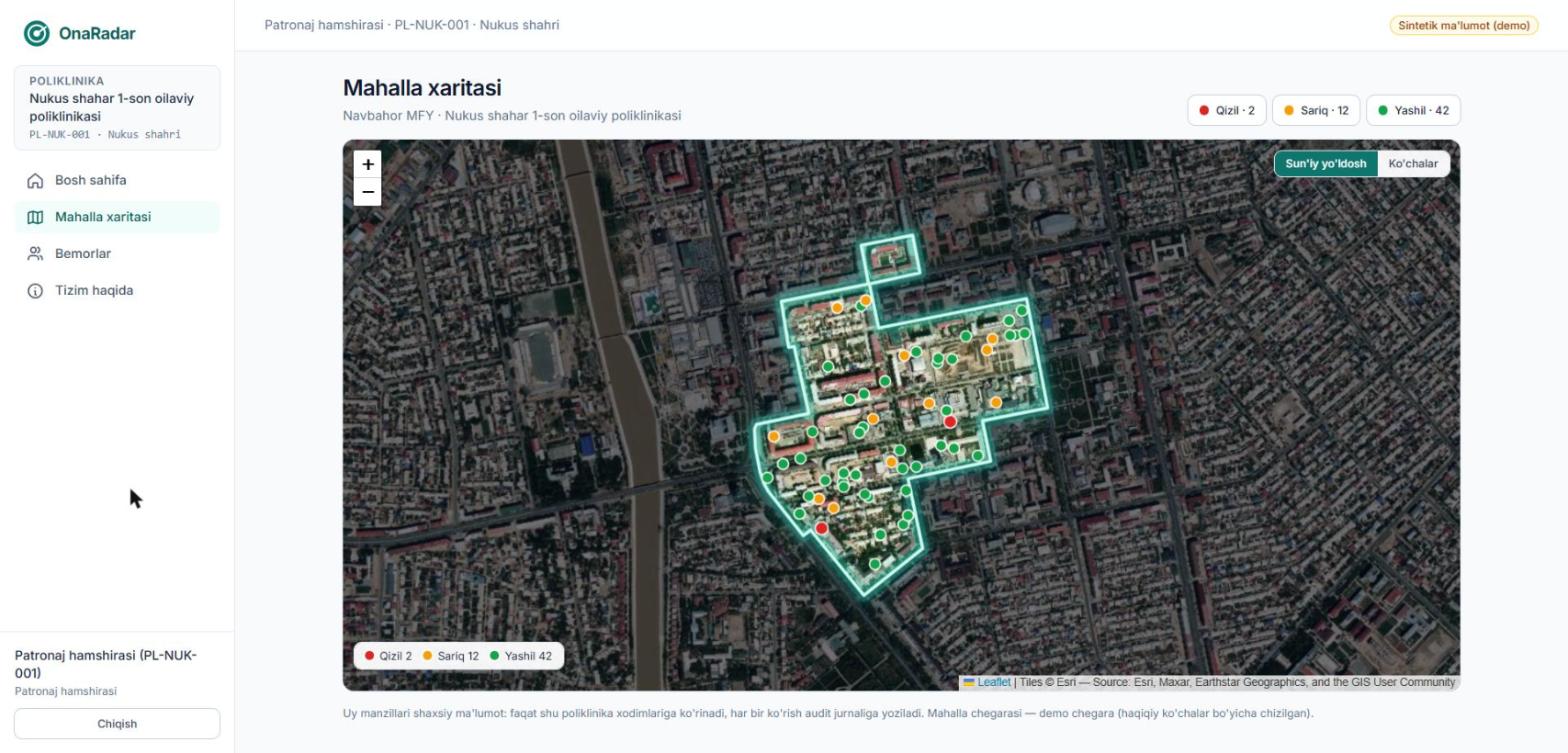 OnaRadar
POLIKLINIKA
Nukus shahar 1-son oilaviy
poliklinikasi
PL-NUK-001 · Nukus shahri
Bosh sahifa
Mahalla xaritasi
Bemorlar
Tizim haqida
Patronaj hamshirasi (PL-NUK-
001)
Patronaj hamshirasi
Chiqish
Patronaj hamshirasi · PL-NUK-001 · Nukus shahri
Sintetik ma'lumot (demo)
Mahalla xaritasi
Navbahor MFY · Nukus shahar 1-son oilaviy poliklinikasi
Qizil · 2
Sariq · 12
Yashil · 42
+
−
Sun'iy yo'ldosh
Ko'chalar
Qizil 2
Sariq 12
Yashil 42
Leaflet | Tiles © Esri — Source: Esri, Maxar, Earthstar Geographics, and the GIS User Community
Uy manzillari shaxsiy ma'lumot: faqat shu poliklinika xodimlariga ko'rinadi, har bir ko'rish audit jurnaliga yoziladi. Mahalla chegarasi — demo chegara (haqiqiy ko'chalar bo'yicha chizilgan).